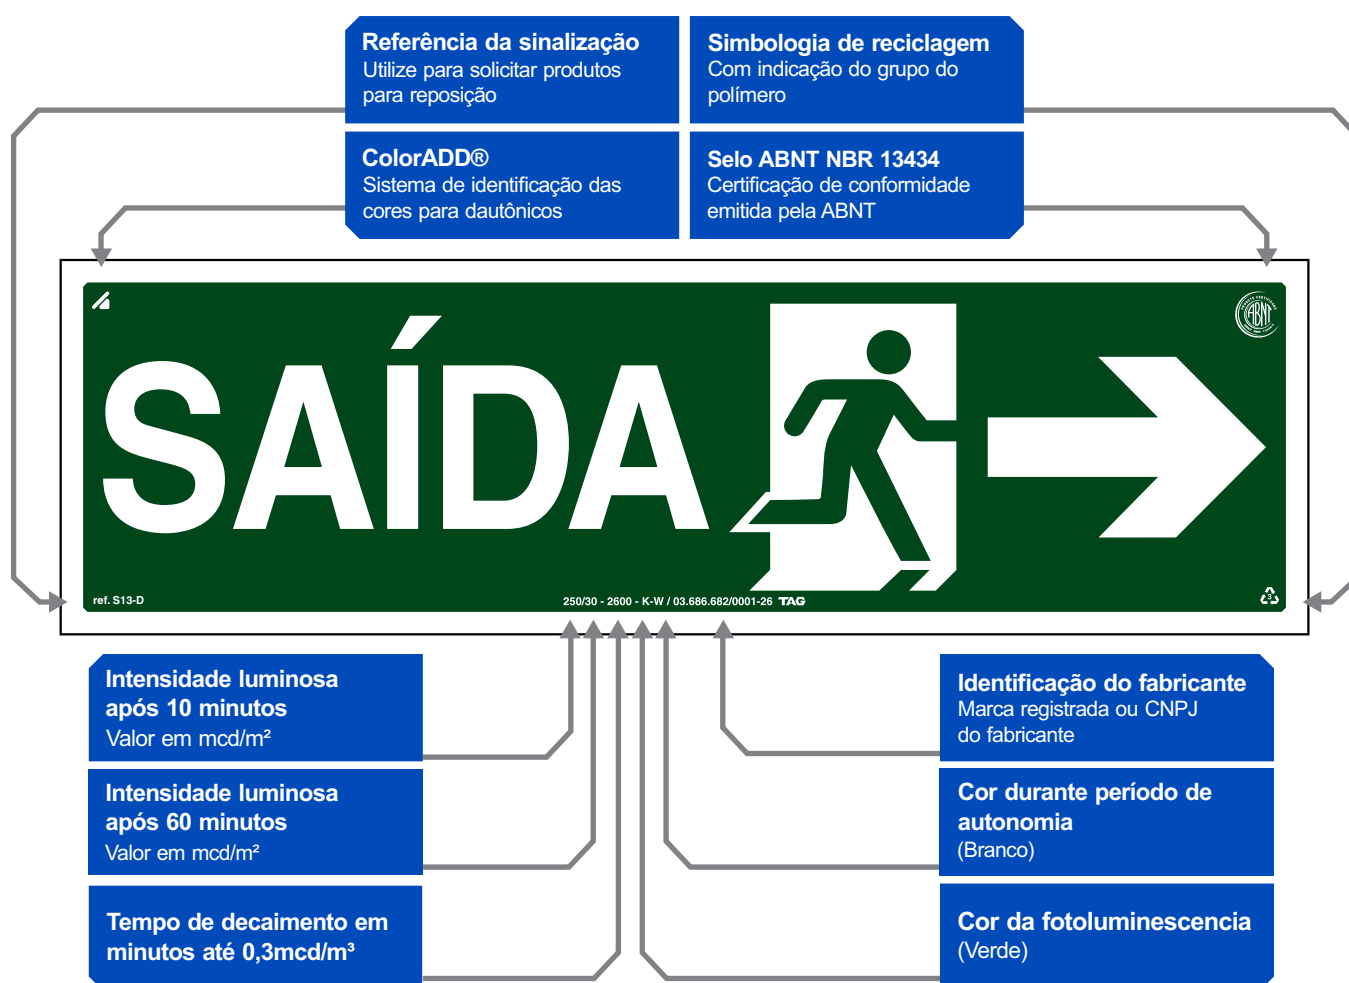 Referência da sinalização
Utilize para solicitar produtos
para reposição
Simbologia de reciclagem
Com indicação do grupo do
polímero
ColorADD®
Sistema de identificação das
cores para dautônicos
Selo ABNT NBR 13434
Certificação de conformidade
emitida pela ABNT
ABNT
SAÍDA
ref. S13-D
250/30 - 2600 - K-W / 03.686.682/0001-26 TAG
3
Intensidade luminosa
após 10 minutos
Valor em mcd/m²
Intensidade luminosa
após 60 minutos
Valor em mcd/m²
Tempo de decaimento em
minutos até 0,3mcd/m³
Identificação do fabricante
Marca registrada ou CNPJ
do fabricante
Cor durante período de
autonomia
(Branco)
Cor da fotoluminescencia
(Verde)